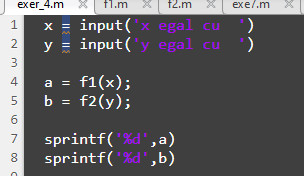 exer_4.m × f1.m × f2.m × exe7.m ×
1 x = input('x egal cu  ')
2 y = input('y egal cu  ')
3
4 a = f1(x);
5 b = f2(y);
6
7 sprintf('%d',a)
8 sprintf('%d',b)